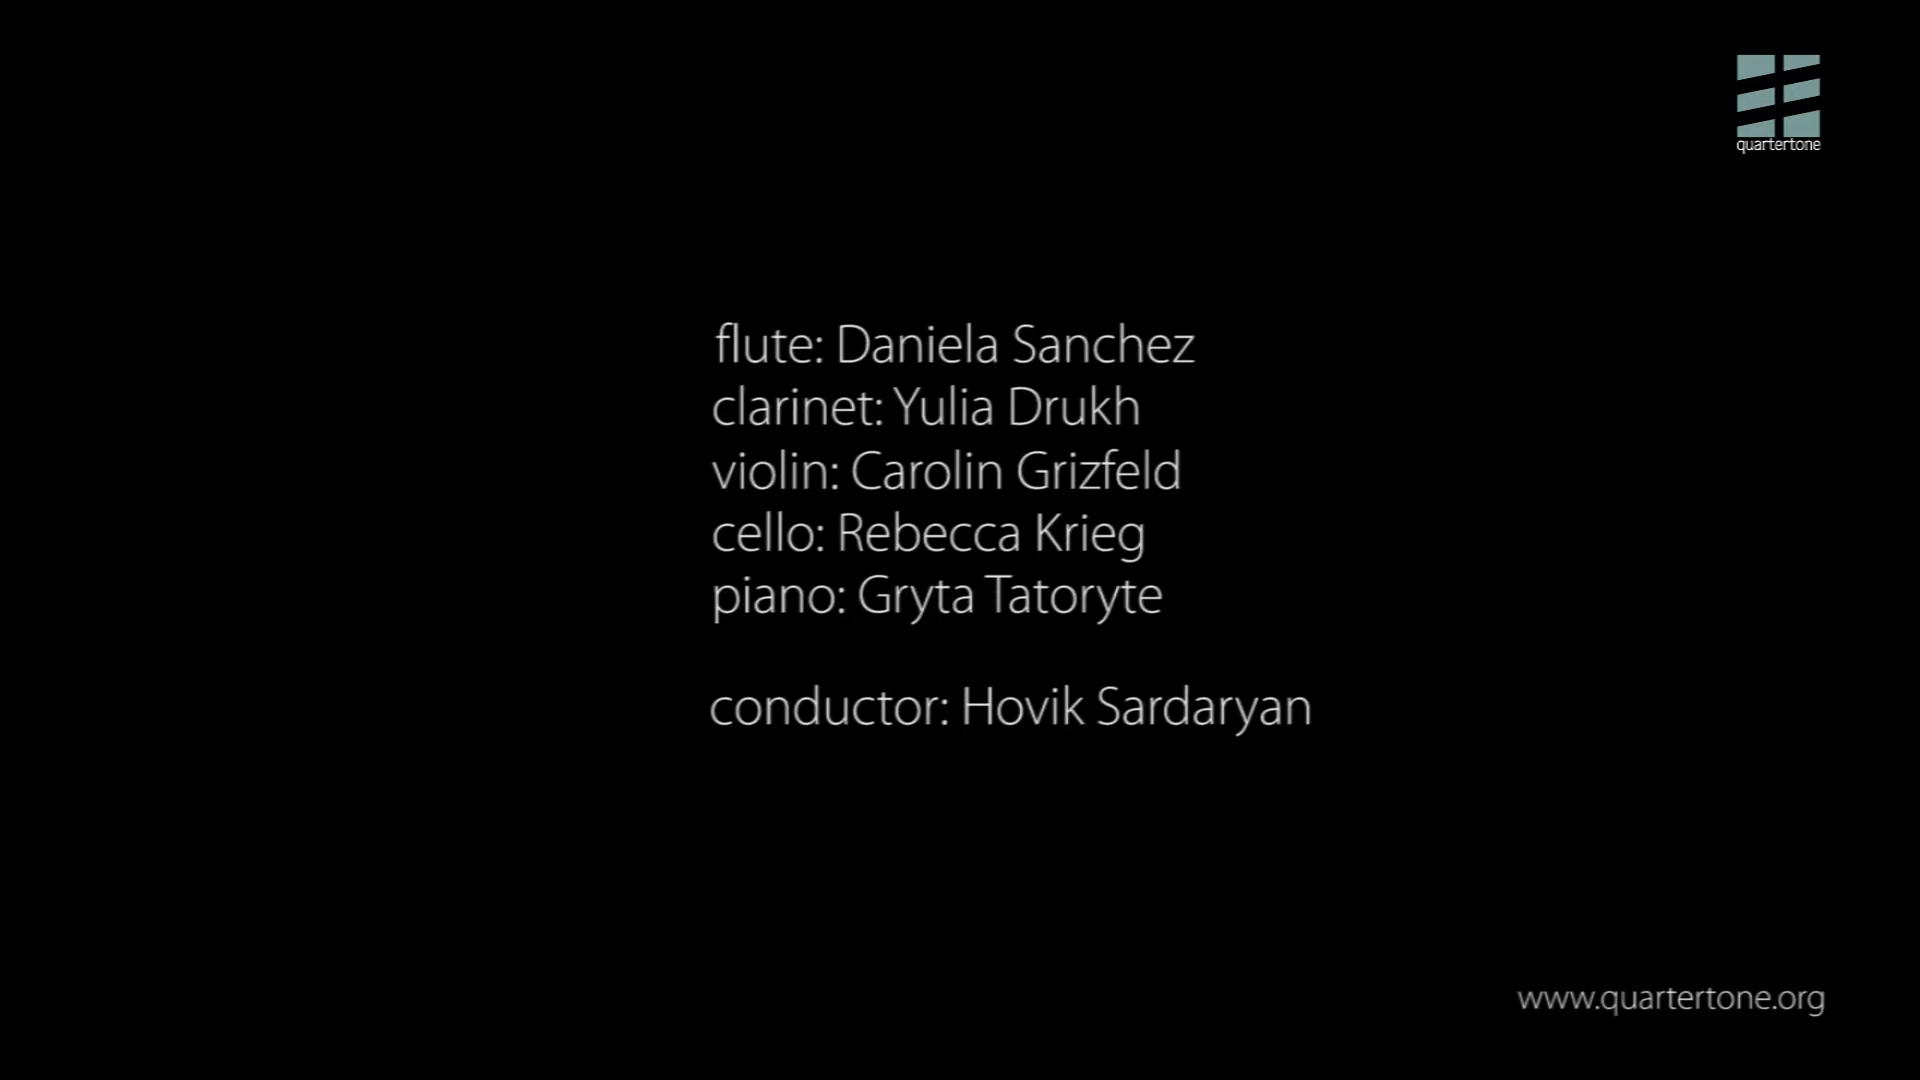 quartertone
flute: Daniela Sanchez
clarinet: Yulia Drukh
violin: Carolin Grizfeld
cello: Rebecca Krieg
piano: Gryta Tatoryte
conductor: Hovik Sardaryan
www.quartertone.org